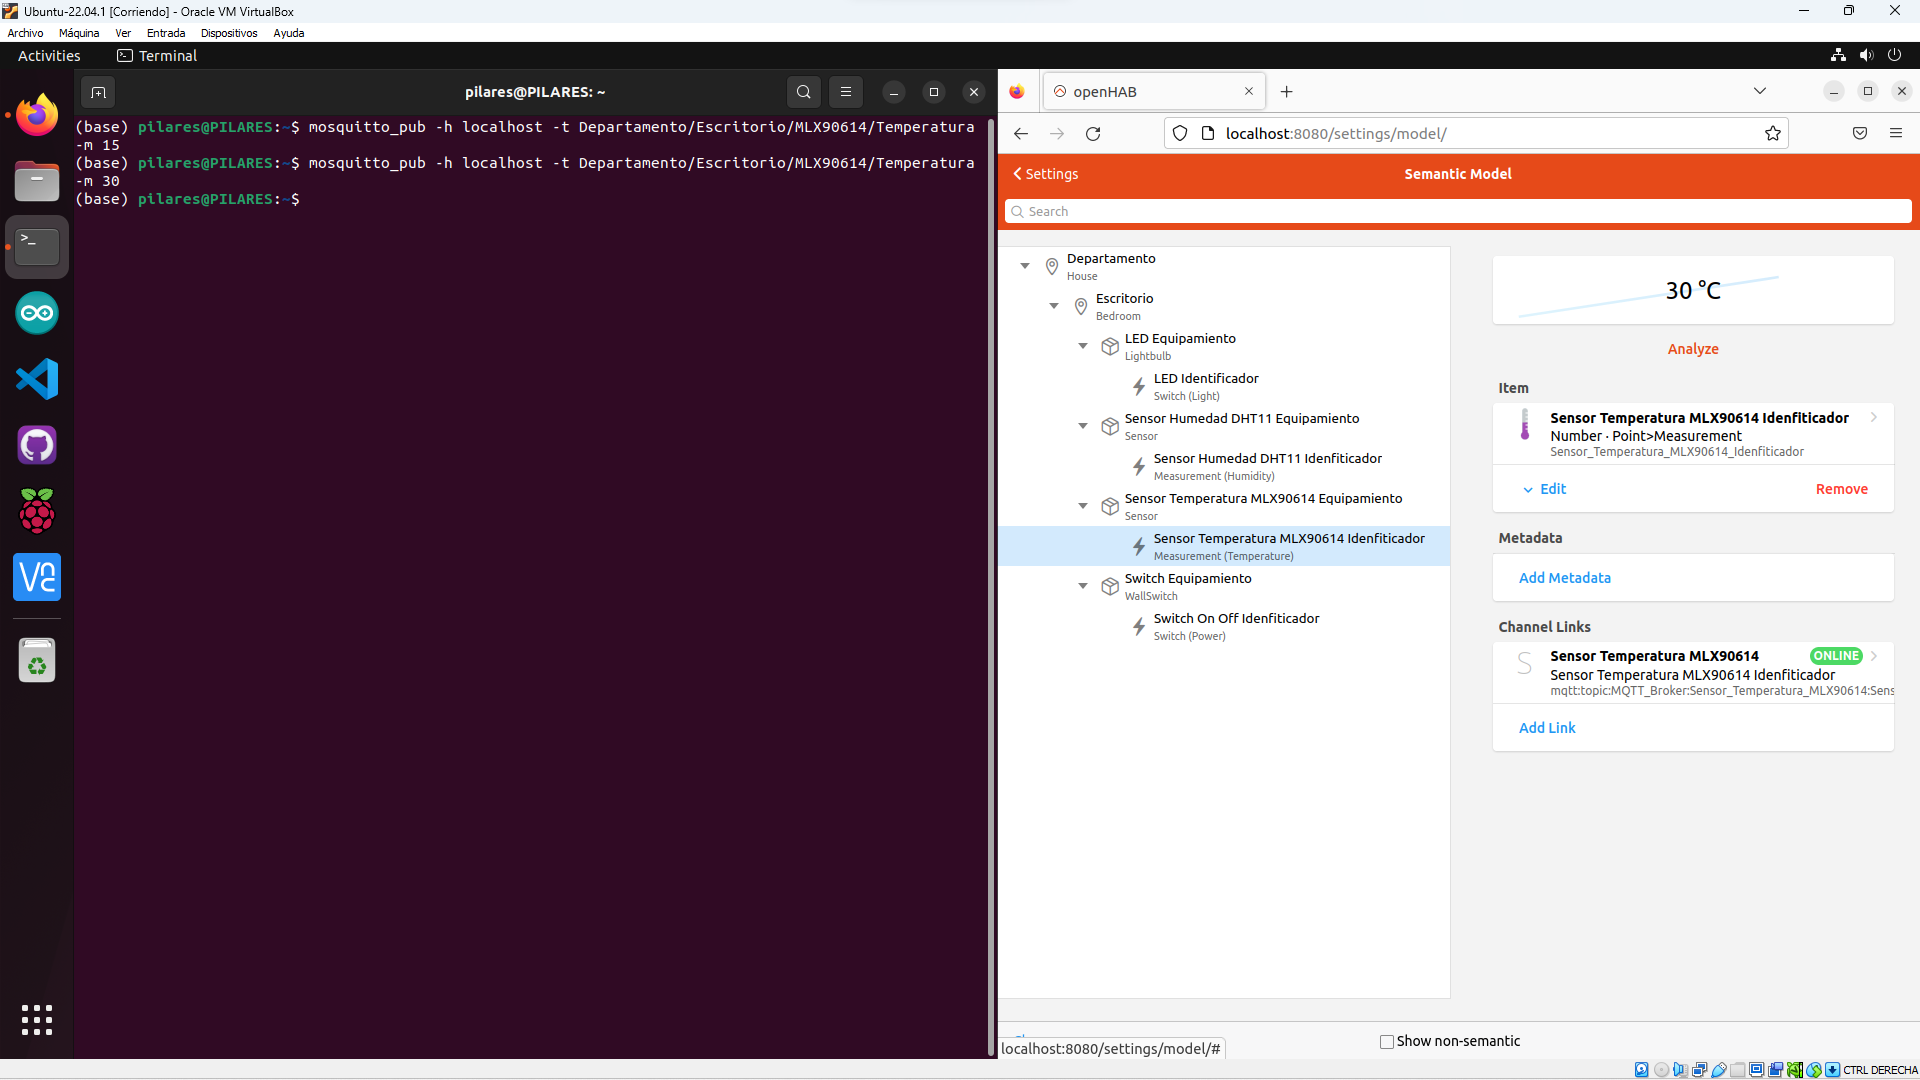 Ubuntu-22.04.1 [Corriendo] - Oracle VM VirtualBox
Archivo Máquina Ver Entrada Dispositivos Ayuda
Activities Terminal
pilares@PILARES: ~
(base) pilares@PILARES:~$ mosquitto_pub -h localhost -t Departamento/Escritorio/MLX90614/Temperatura
-m 15
(base) pilares@PILARES:~$ mosquitto_pub -h localhost -t Departamento/Escritorio/MLX90614/Temperatura
-m 30
(base) pilares@PILARES:~$
openHAB
localhost:8080/settings/model/
Settings
Semantic Model
Search
Departamento
House
Escritorio
Bedroom
LED Equipamiento
Lightbulb
LED Identificador
Switch (Light)
Sensor Humedad DHT11 Equipamiento
Sensor
Sensor Humedad DHT11 Idenfiticador
Measurement (Humidity)
Sensor Temperatura MLX90614 Equipamiento
Sensor
Sensor Temperatura MLX90614 Idenfiticador
Measurement (Temperature)
Switch Equipamiento
WallSwitch
Switch On Off Idenfiticador
Switch (Power)
30 °C
Analyze
Item
Sensor Temperatura MLX90614 Idenfiticador
Number · Point>Measurement
Sensor_Temperatura_MLX90614_Idenfiticador
Edit
Remove
Metadata
Add Metadata
Channel Links
S
Sensor Temperatura MLX90614
ONLINE
Sensor Temperatura MLX90614 Idenfiticador
mqtt:topic:MQTT_Broker:Sensor_Temperatura_MLX90614:Sens
Add Link
Show non-semantic
localhost:8080/settings/model/#
CTRL DERECHA